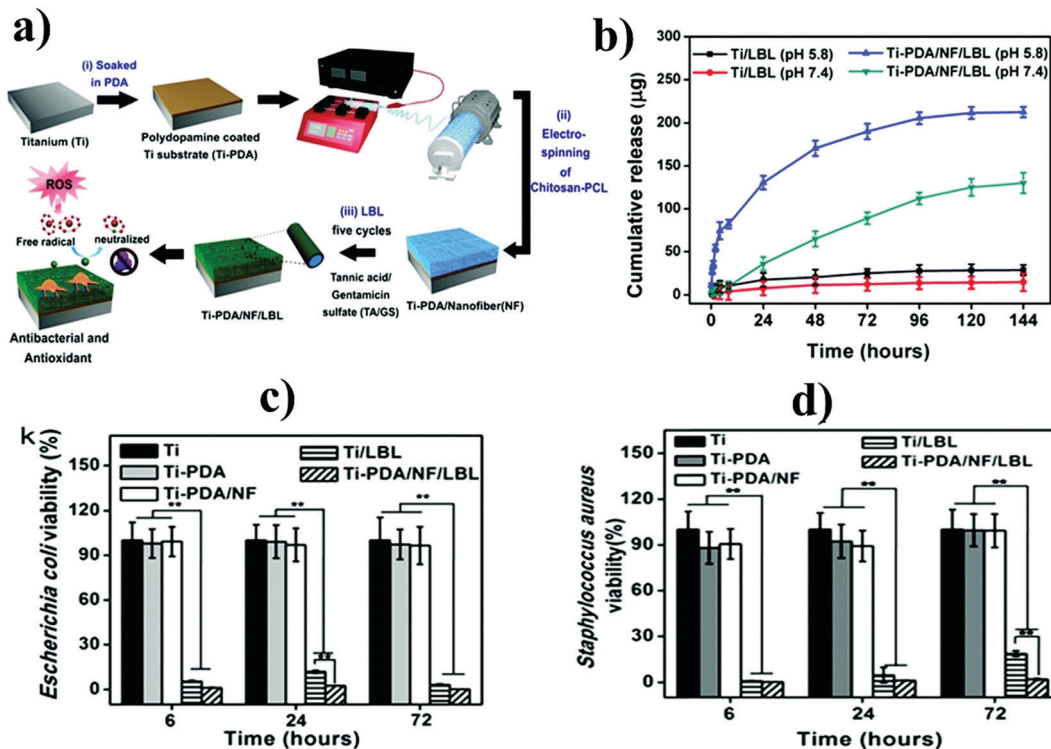 a)
(i) Soaked
in PDA
Titanium (Ti)
Polydopamine coated
Ti substrate (Ti-PDA)
(ii)
Electro-
spinning
of
Chitosan-PCL
ROS
Free radical
neutralized
(iii) LBL
five cycles
Tannic acid/
Gentamicin
sulfate (TA/GS)
Ti-PDA/NF/LBL
Ti-PDA/Nanofiber(NF)
Antibacterial and
Antioxidant
b)
Cumulative release (µg)
300
250
200
150
100
50
0
Ti/LBL (pH 5.8)
Ti-PDA/NF/LBL (pH 5.8)
Ti/LBL (pH 7.4)
Ti-PDA/NF/LBL (pH 7.4)
0 24 48 72 96 120 144
Time (hours)
c)
k
Escherichia coli viability (%)
150
120
90
60
30
0
Ti
Ti/LBL
Ti-PDA
Ti-PDA/NF/LBL
Ti-PDA/NF
**
**
**
**
6 24 72
Time (hours)
d)
Staphylococcus aureus
viability(%)
150
120
90
60
30
0
Ti
Ti/LBL
Ti-PDA
Ti-PDA/NF/LBL
Ti-PDA/NF
**
**
**
**
6 24 72
Time (hours)